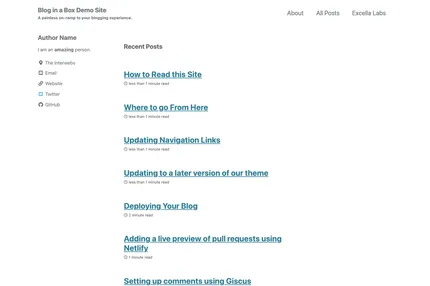 Blog in a Box Demo Site
A painless on-ramp to your blogging experience.
About All Posts Excella Labs
Author Name
I am an amazing person.
The Interwebs
Email
Website
Twitter
GitHub
Recent Posts
How to Read this Site
less than 1 minute read
Where to go From Here
less than 1 minute read
Updating Navigation Links
less than 1 minute read
Updating to a later version of our theme
less than 1 minute read
Deploying Your Blog
2 minute read
Adding a live preview of pull requests using
Netlify
1 minute read
Setting up comments using Giscus